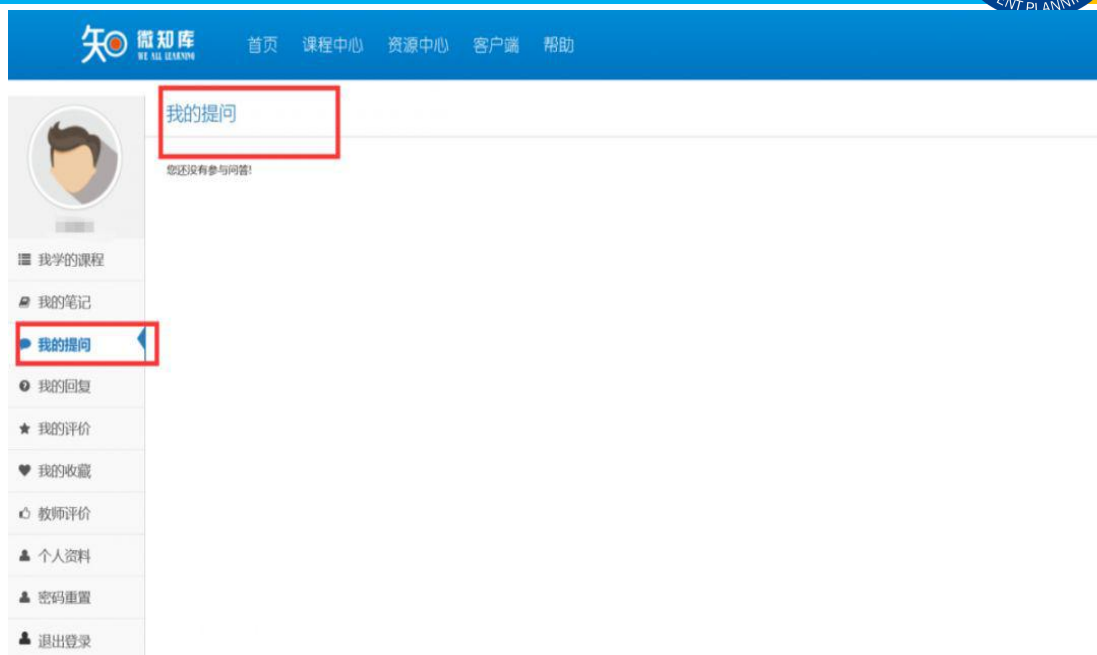 ENT PLANNIN
知 微知库 首页 课程中心 资源中心 客户端 帮助
WE ALL LEARNING
我的提问
您还没有参与问答!
我学的课程
我的笔记
我的提问
我的回复
我的评价
我的收藏
教师评价
个人资料
密码重置
退出登录